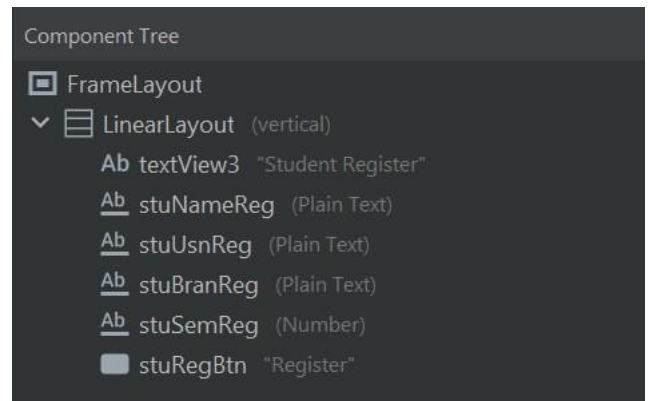 Component Tree
FrameLayout
LinearLayout (vertical)
Ab textView3 "Student Register"
Ab stuNameReg (Plain Text)
Ab stuUsnReg (Plain Text)
Ab stuBranReg (Plain Text)
Ab stuSemReg (Number)
stuRegBtn "Register"